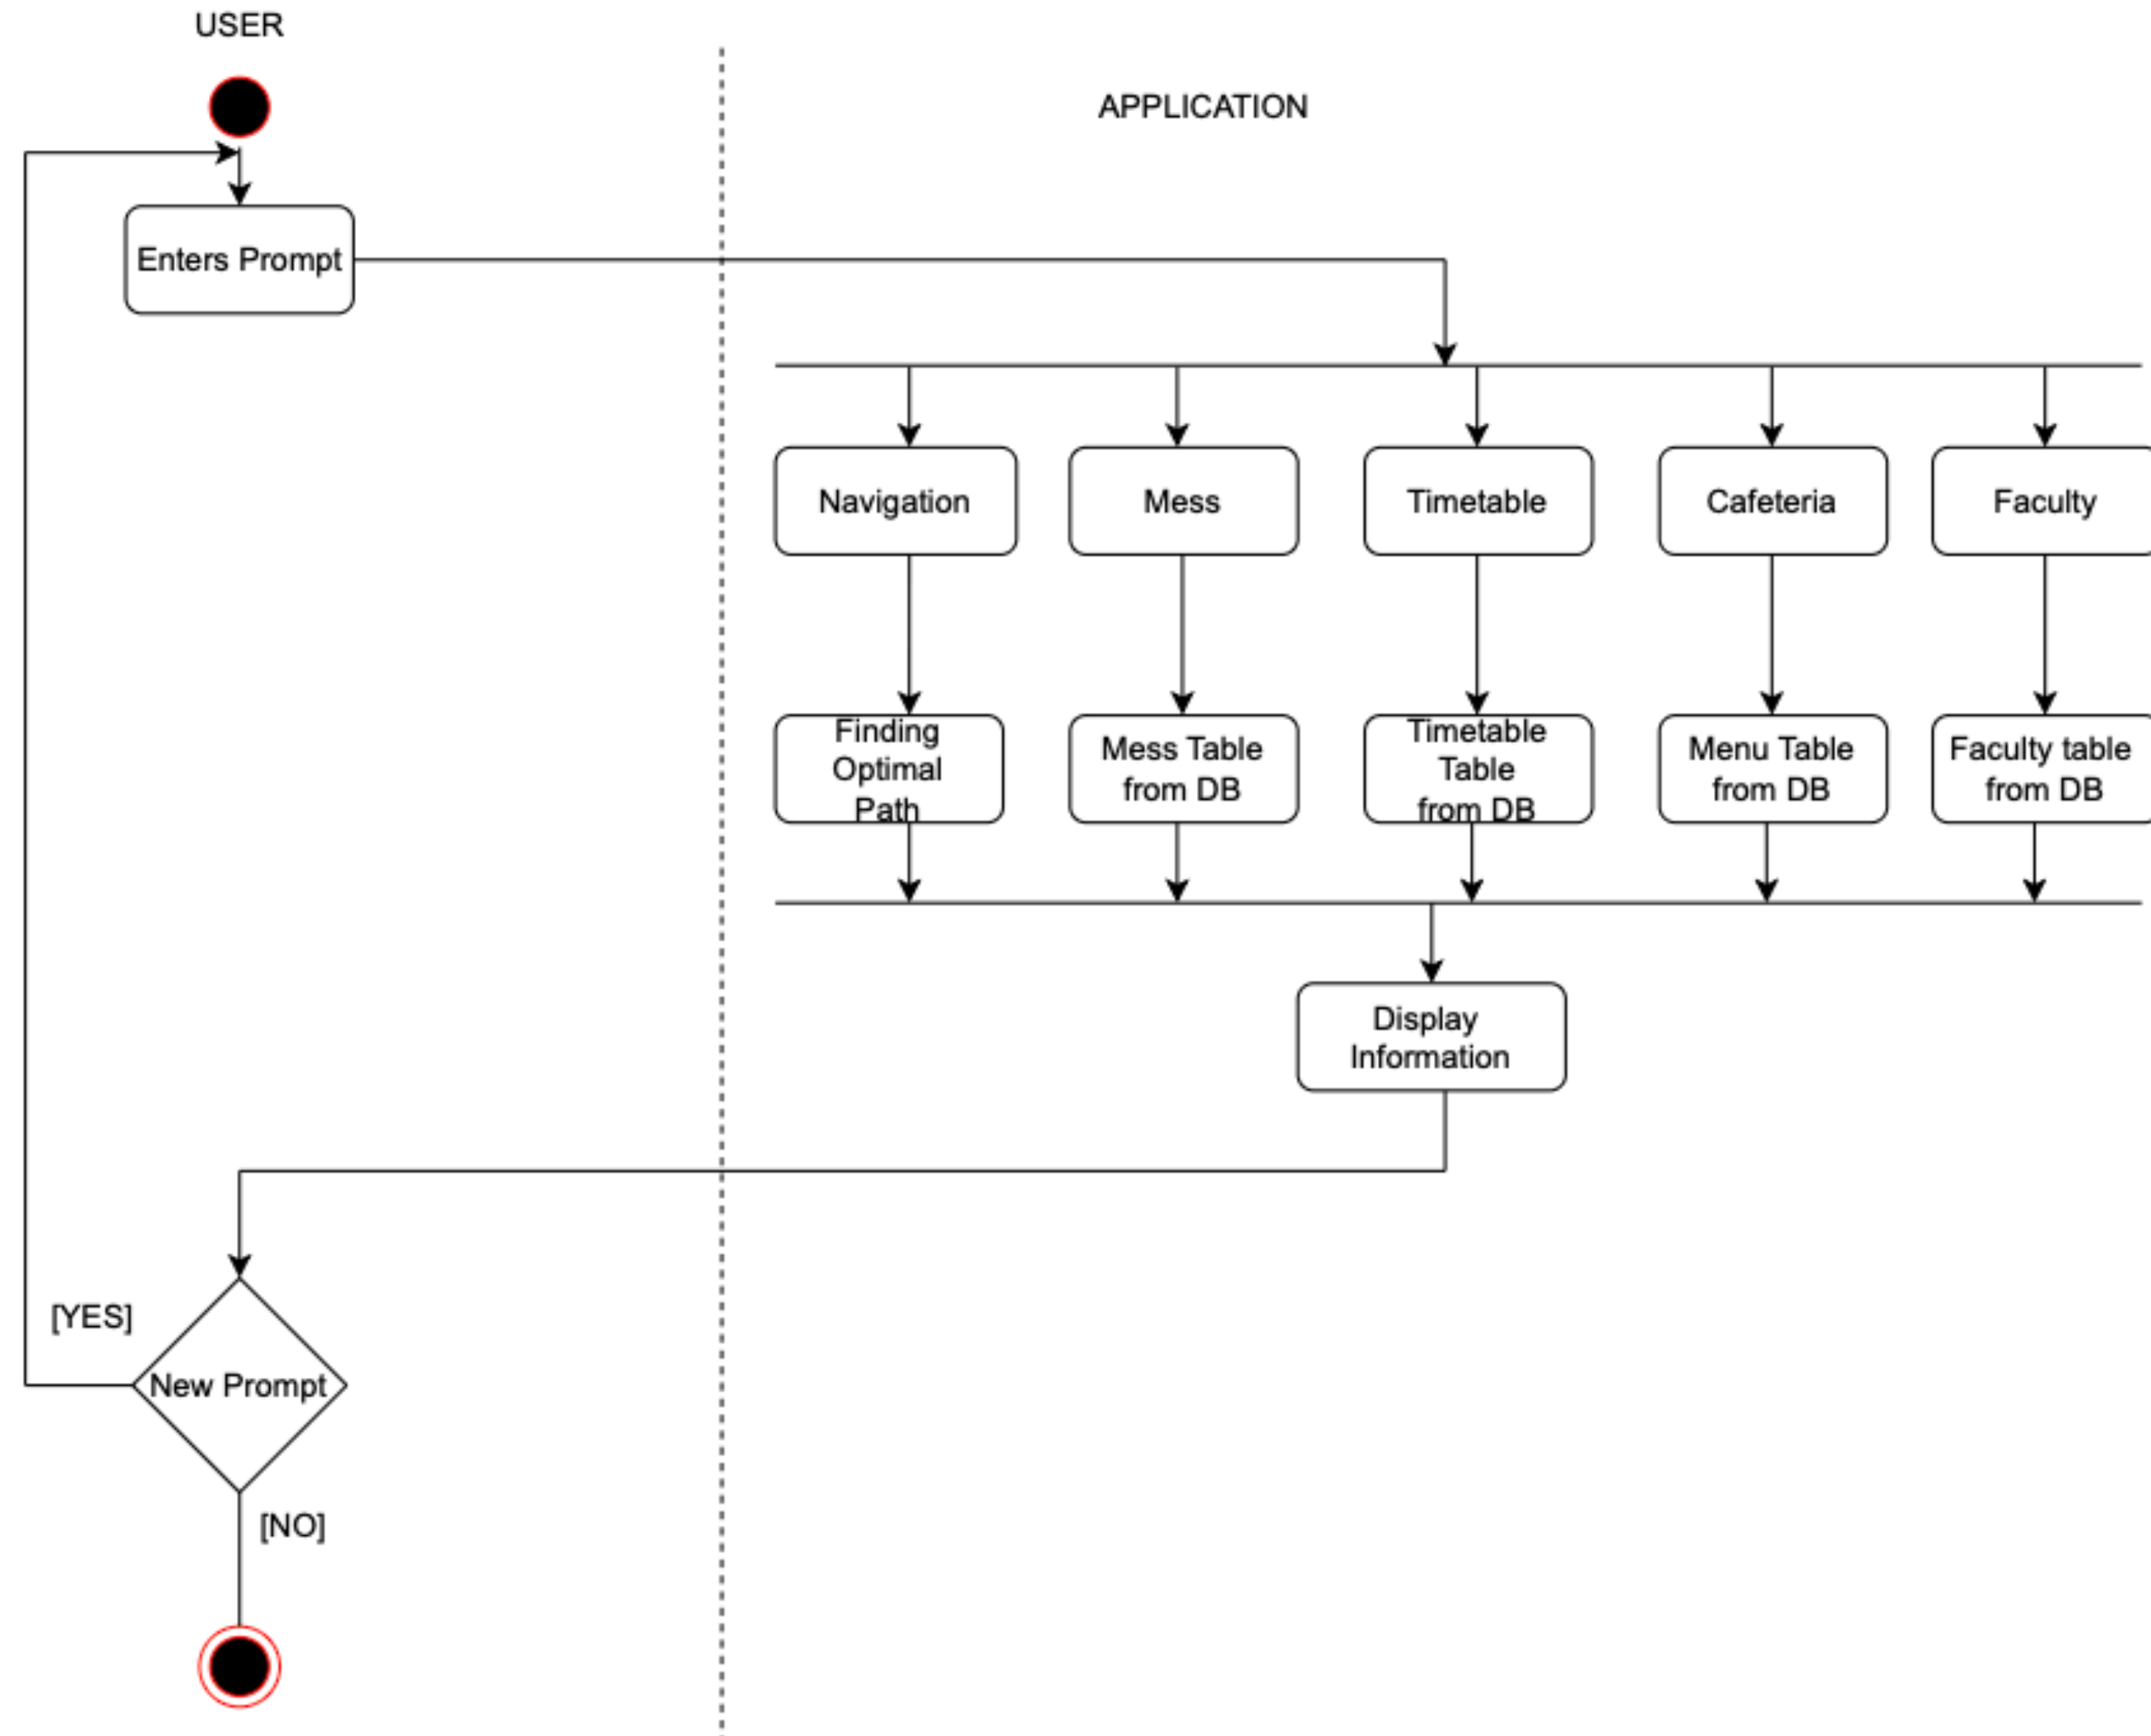 USER
APPLICATION
Enters Prompt
Navigation
Mess
Timetable
Cafeteria
Faculty
Finding
Optimal
Path
Mess Table
from DB
Timetable
Table
from DB
Menu Table
from DB
Faculty table
from DB
Display
Information
[YES]
New Prompt
[NO]